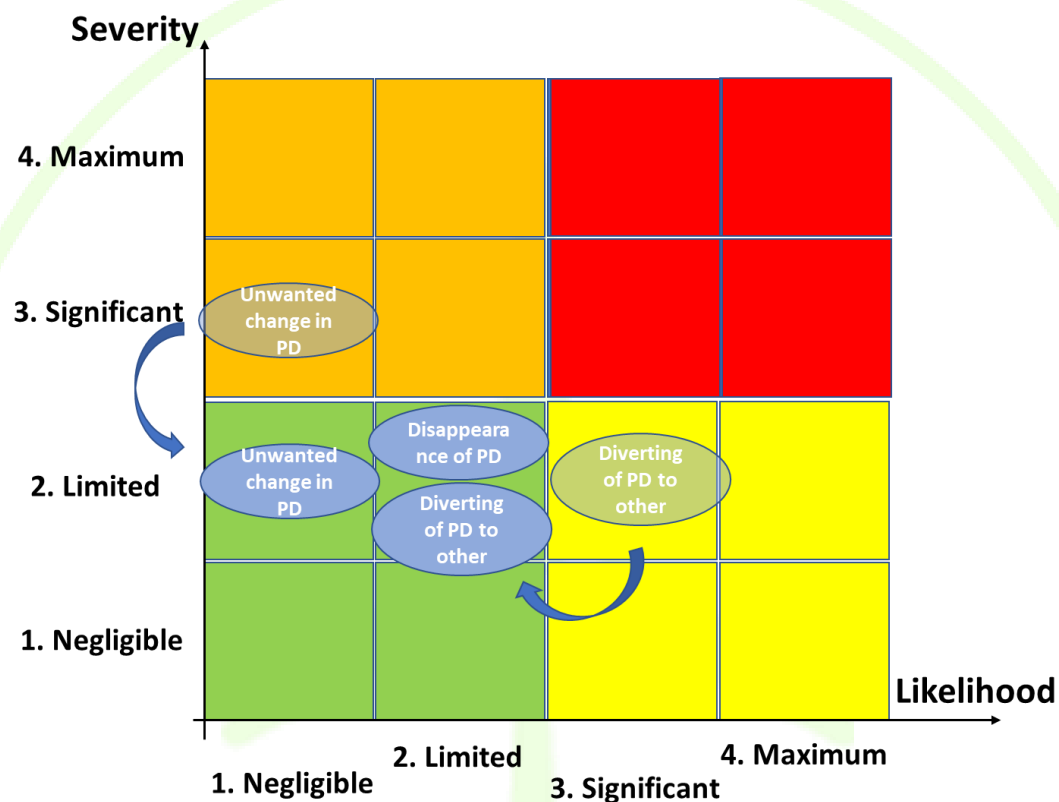 Severity
4. Maximum
3. Significant
Unwanted
change in
PD
2. Limited
Unwanted
change in
PD
Disappeara
nce of PD
Diverting
of PD to
other
Diverting
of PD to
other
1. Negligible
Likelihood
1. Negligible
2. Limited
3. Significant
4. Maximum